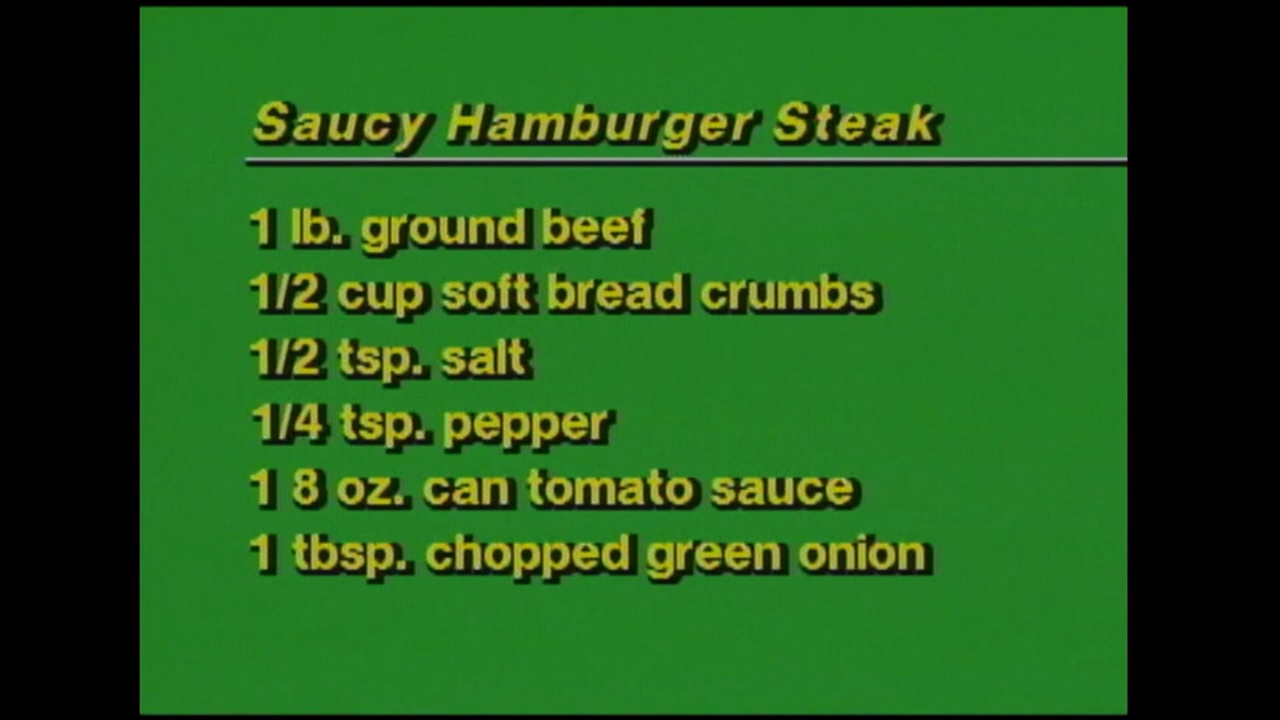 Saucy Hamburger Steak
1 lb. ground beef
1/2 cup soft bread crumbs
1/2 tsp. salt
1/4 tsp. pepper
1 8 oz. can tomato sauce
1 tbsp. chopped green onion